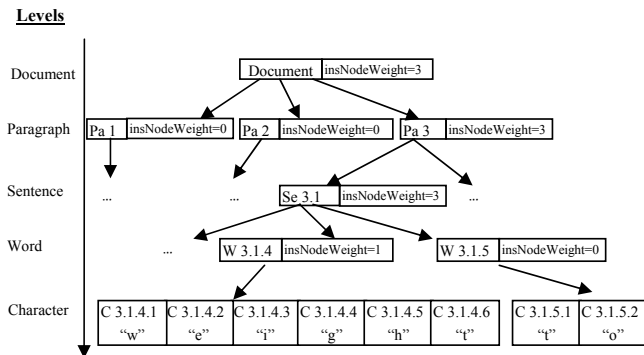 Levels
Document Document insNodeWeight=3
Paragraph Pa 1 insNodeWeight=0 Pa 2 insNodeWeight=0 Pa 3 insNodeWeight=3
... ... ...
Sentence Se 3.1 insNodeWeight=3
Word ... W 3.1.4 insNodeWeight=1 W 3.1.5 insNodeWeight=0
Character C 3.1.4.1 C 3.1.4.2 C 3.1.4.3 C 3.1.4.4 C 3.1.4.5 C 3.1.4.6 C 3.1.5.1 C 3.1.5.2
“w” “e” “i” “g” “h” “t” “t” “o”